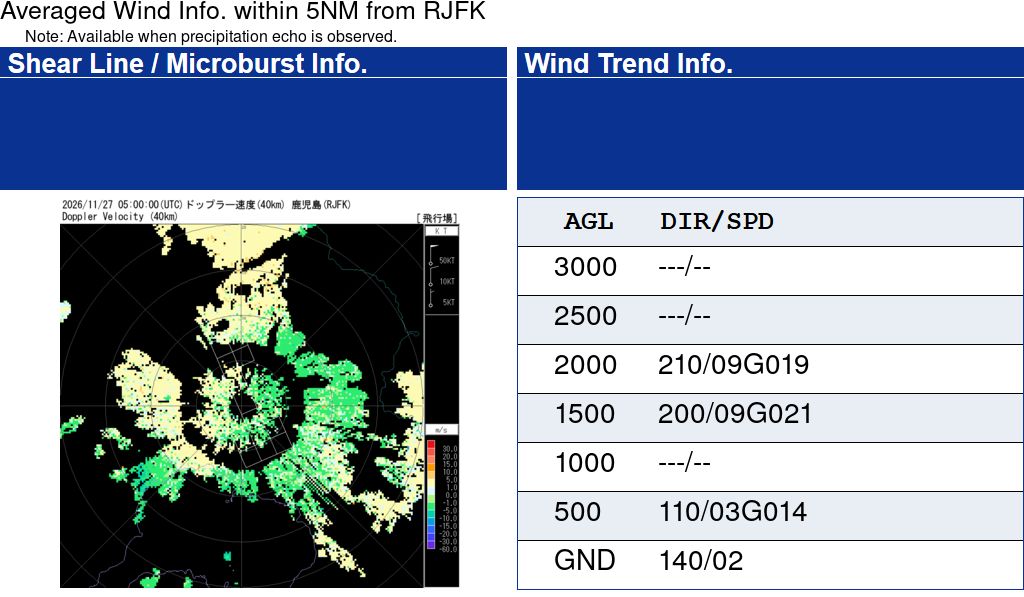 Averaged Wind Info. within 5NM from RJFK
Note: Available when precipitation echo is observed.
Shear Line / Microburst Info.
Wind Trend Info.
2026/11/27 05:00:00(UTC) ドップラー速度(40km) 鹿児島(RJFK)
Doppler Velocity (40km)
[飛行場]
K T
50KT
10KT
5KT
m/s
30.0
20.0
15.0
10.0
5.0
1.0
0.0
-1.0
-5.0
-10.0
-15.0
-20.0
-30.0
-60.0
AGL DIR/SPD
3000 ---/--
2500 ---/--
2000 210/09G019
1500 200/09G021
1000 ---/--
500 110/03G014
GND 140/02